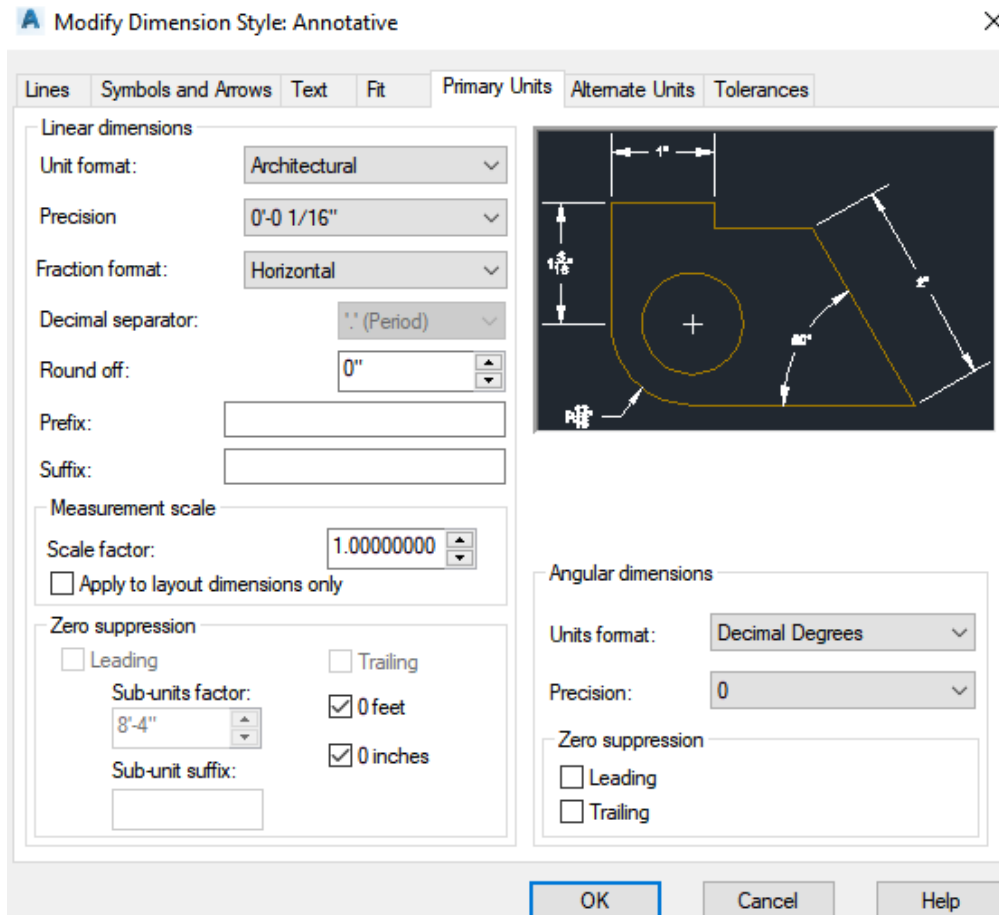 Modify Dimension Style: Annotative
Lines
Symbols and Arrows
Text
Fit
Primary Units
Alternate Units
Tolerances
Linear dimensions
Unit format:
Architectural
Precision
0'-0 1/16"
Fraction format:
Horizontal
Decimal separator:
'.' (Period)
Round off:
0"
Prefix:
Suffix:
Measurement scale
Scale factor:
1.00000000
Apply to layout dimensions only
Zero suppression
Leading
Trailing
Sub-units factor:
8'-4"
0 feet
0 inches
Sub-unit suffix:
1"
Angular dimensions
Units format:
Decimal Degrees
Precision:
0
Zero suppression
Leading
Trailing
OK
Cancel
Help